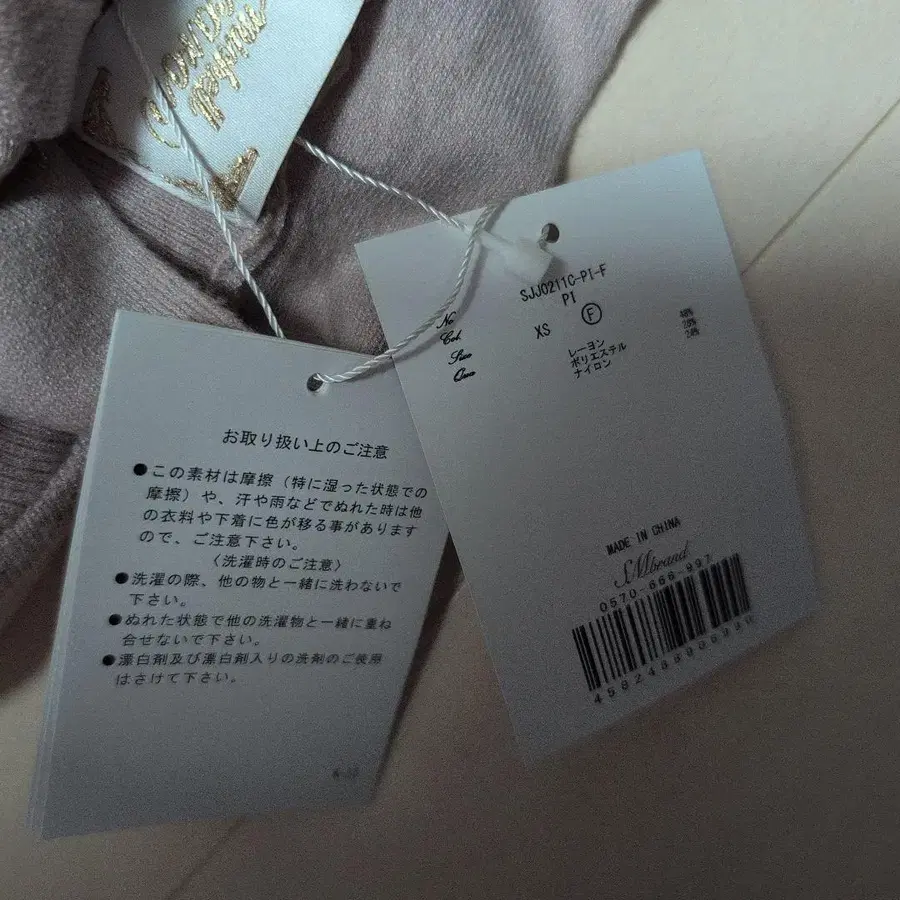 お取り扱い上のご注意
●この素材は摩擦(特に湿った状態での
摩擦)や、汗や雨などでぬれた時は他
の衣料や下着に色が移る事があります
ので、ご注意下さい。
〈洗濯時のご注意〉
●洗濯の際、他の物と一緒に洗わないで
下さい。
●ぬれた状態で他の洗濯物と一緒に重ね
合せないで下さい。
●漂白剤及び漂白剤入りの洗剤のご使用
はさけて下さい。
SJJ0211C-PI-F
No
PI
Col.
XS Ⓕ
Size
Qua
レーヨン
ポリエステル
ナイロン 24%
MADE IN CHINA
SMbrand
0570-666-997